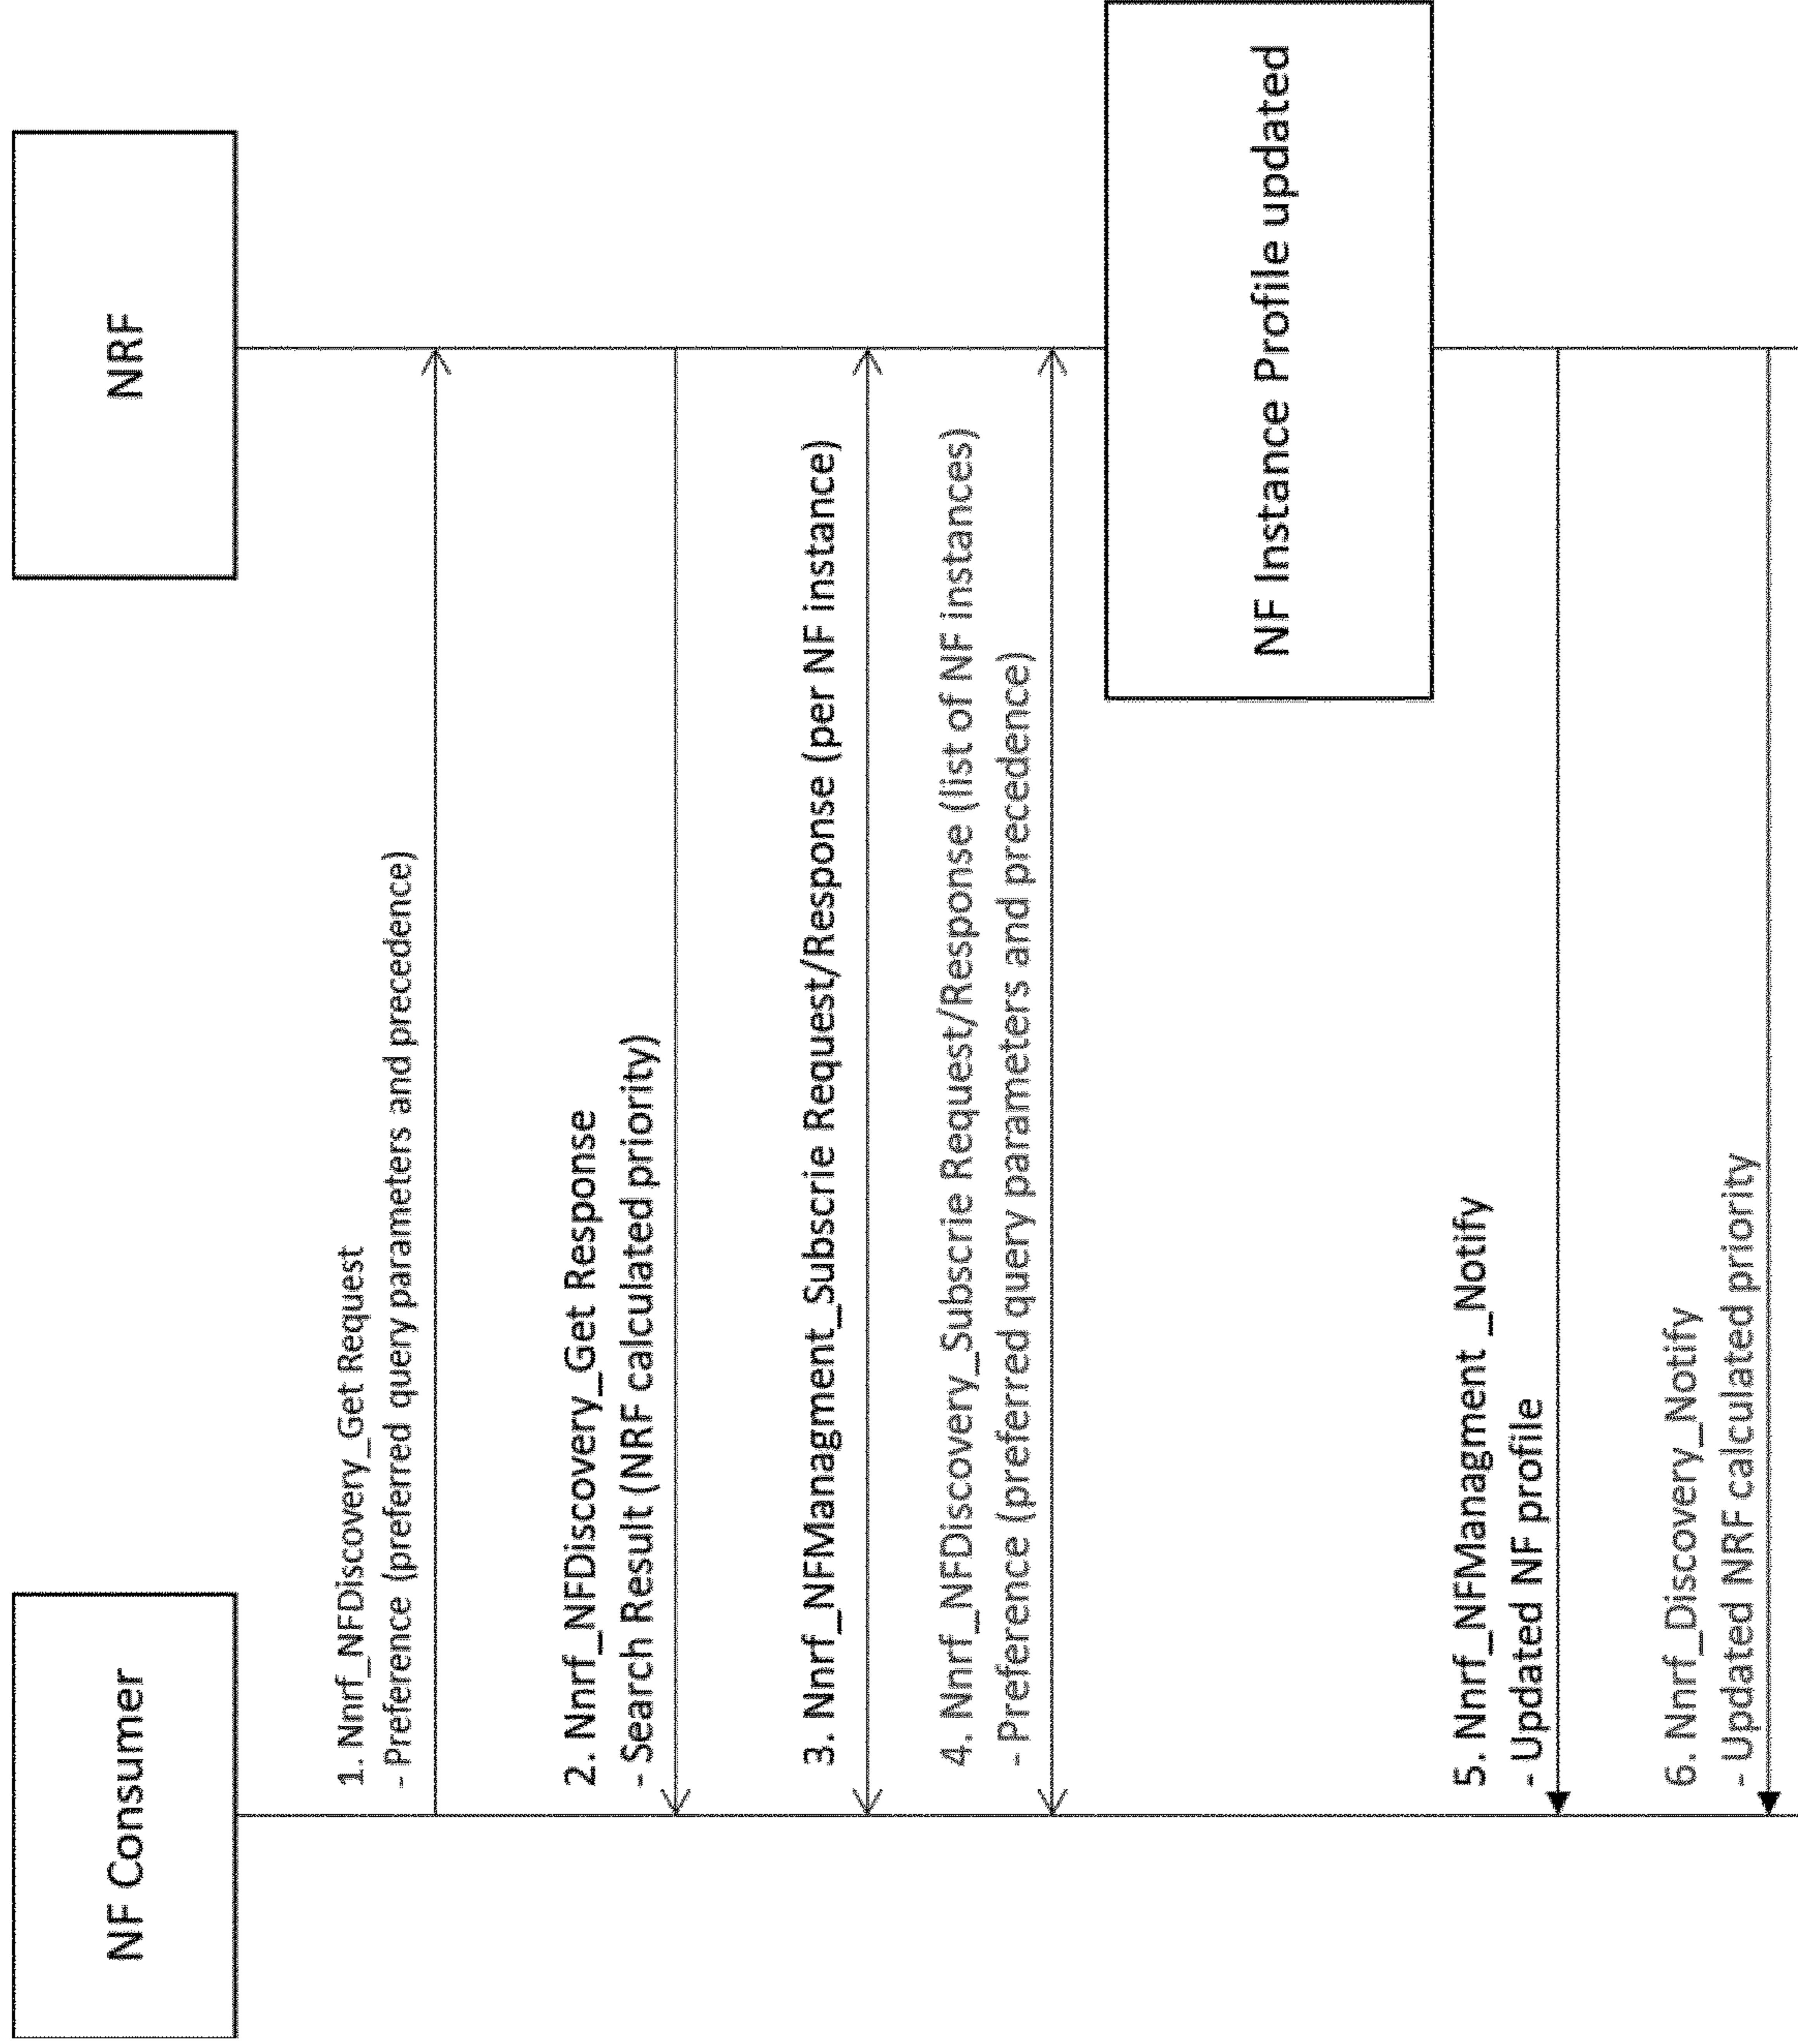 NF Consumer
NRF
1. Nnrf_NFDiscovery_Get Request
- Preference (preferred query parameters and precedence)
2. Nnrf_NFDiscovery_Get Response
- Search Result (NRF calculated priority)
3. Nnrf_NFManagment_Subscrie Request/Response (per NF instance)
4. Nnrf_NFDiscovery_Subscrie Request/Response (list of NF instances)
- Preference (preferred query parameters and precedence)
NF Instance Profile updated
5. Nnrf_NFManagment _Notify
- Updated NF profile
6. Nnrf_Discovery_Notify
- Updated NRF calculated priority